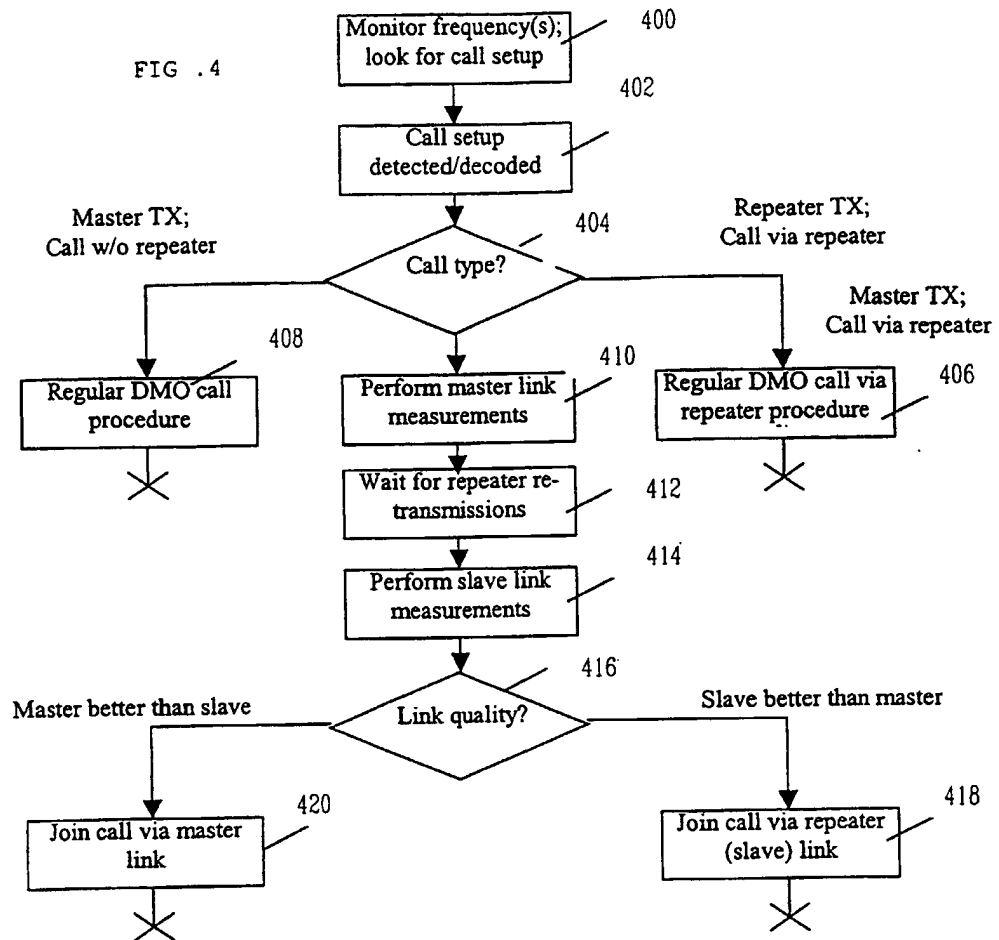 FIG .4
Monitor frequency(s);
look for call setup
400
402
Call setup
detected/decoded
Master TX;
Call w/o repeater
404
Call type?
Repeater TX;
Call via repeater
Master TX;
Call via repeater
408
Regular DMO call
procedure
410
Perform master link
measurements
406
Regular DMO call via
repeater procedure
Wait for repeater re-
transmissions
412
414
Perform slave link
measurements
416
Link quality?
Master better than slave
Slave better than master
420
Join call via master
link
418
Join call via repeater
(slave) link